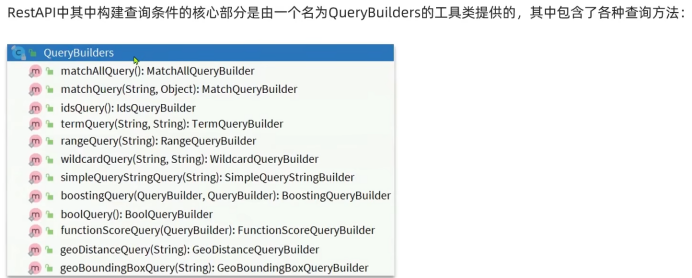 RestAPI中其中构建查询条件的核心部分是由一个名为QueryBuilders的工具类提供的，其中包含了各种查询方法：
QueryBuilders
matchAllQuery(): MatchAllQueryBuilder
matchQuery(String, Object): MatchQueryBuilder
idsQuery(): IdsQueryBuilder
termQuery(String, String): TermQueryBuilder
rangeQuery(String): RangeQueryBuilder
wildcardQuery(String, String): WildcardQueryBuilder
simpleQueryStringQuery(String): SimpleQueryStringBuilder
boostingQuery(QueryBuilder, QueryBuilder): BoostingQueryBuilder
boolQuery(): BoolQueryBuilder
functionScoreQuery(QueryBuilder): FunctionScoreQueryBuilder
geoDistanceQuery(String): GeoDistanceQueryBuilder
geoBoundingBoxQuery(String): GeoBoundingBoxQueryBuilder